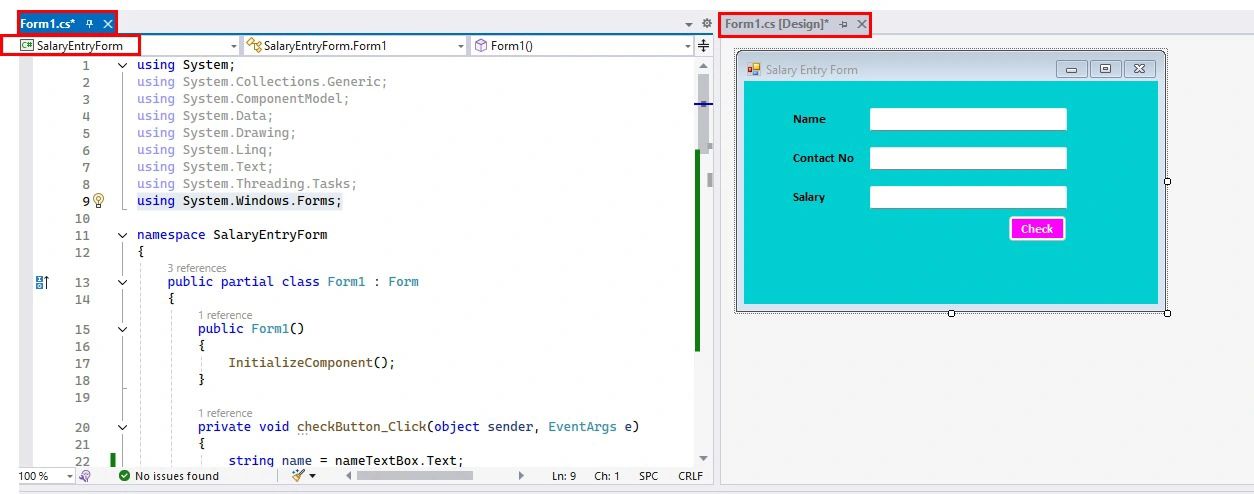 Form1.cs*
SalaryEntryForm
SalaryEntryForm.Form1
Form1()
1 using System;
2 using System.Collections.Generic;
3 using System.ComponentModel;
4 using System.Data;
5 using System.Drawing;
6 using System.Linq;
7 using System.Text;
8 using System.Threading.Tasks;
9 using System.Windows.Forms;
10
11 namespace SalaryEntryForm
12 {
3 references
13 public partial class Form1 : Form
14 {
1 reference
15 public Form1()
16 {
17 InitializeComponent();
18 }
19
1 reference
20 private void checkButton_Click(object sender, EventArgs e)
21 {
22 string name = nameTextBox.Text;
100 %
No issues found
Ln: 9 Ch: 1 SPC CRLF
Form1.cs [Design]*
Salary Entry Form
Name
Contact No
Salary
Check